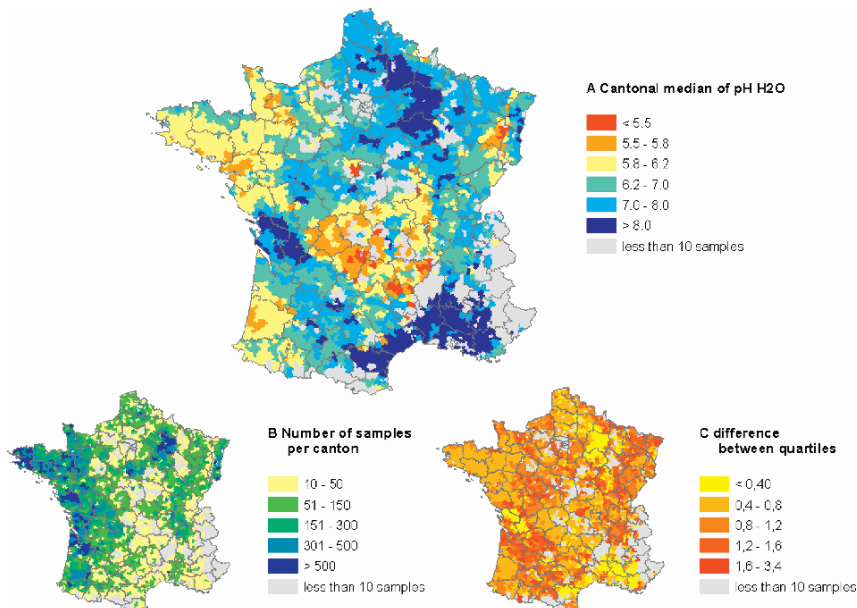 A Cantonal median of pH H2O
< 5.5
5.5 - 5.8
5.8 - 6.2
6.2 - 7.0
7.0 - 8.0
> 8.0
less than 10 samples
B Number of samples
per canton
10 - 50
51 - 150
151 - 300
301 - 500
> 500
less than 10 samples
C difference
between quartiles
< 0,40
0,4 - 0,8
0,8 - 1,2
1,2 - 1,6
1,6 - 3,4
less than 10 samples